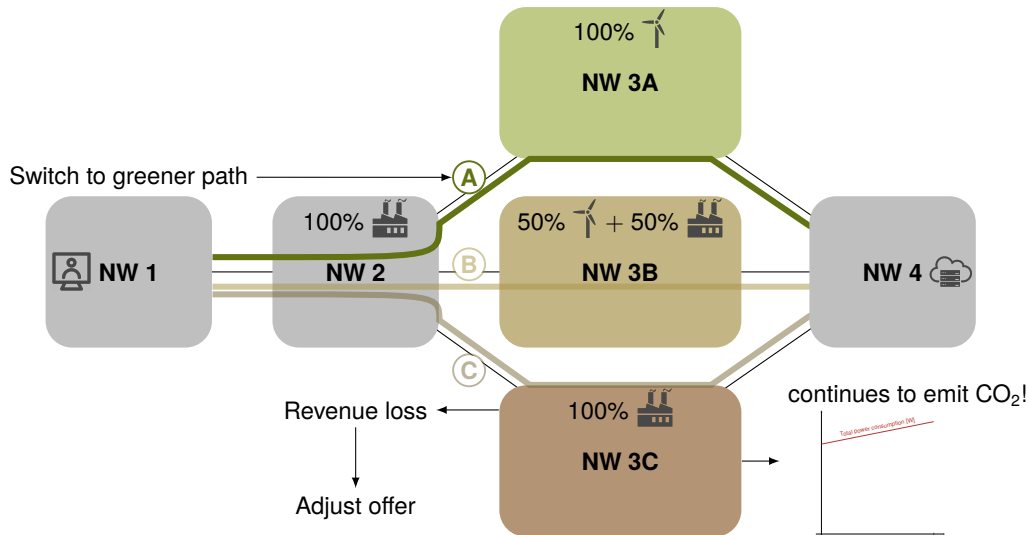 100%
NW 3A
Switch to greener path
A
100%
50% + 50%
NW 1
NW 2
B
NW 3B
NW 4
C
continues to emit CO₂!
Revenue loss
100%
Total power consumption [W]
NW 3C
Adjust offer